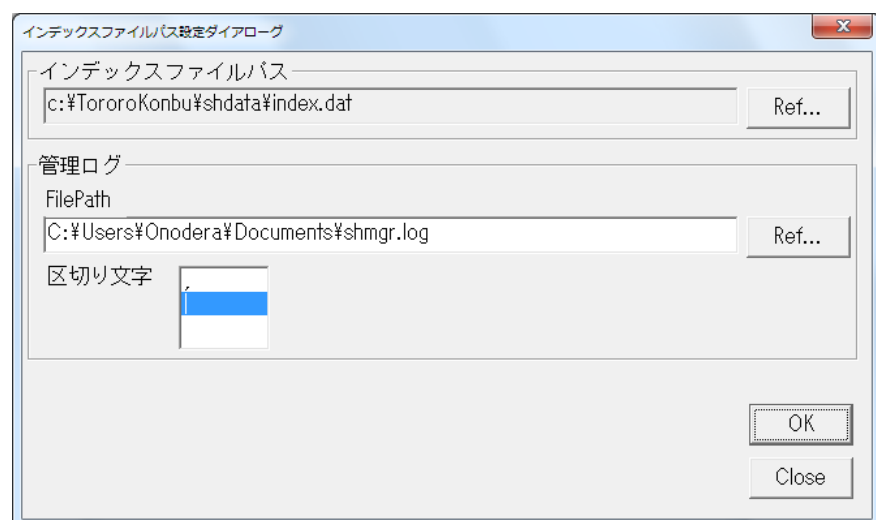 インデックスファイルパス設定ダイアローグ
インデックスファイルパス
c:¥TororoKonbu¥shdata¥index.dat
Ref...
管理ログ
FilePath
C:¥Users¥Onodera¥Documents¥shmgr.log
Ref...
区切り文字
,
|
OK
Close